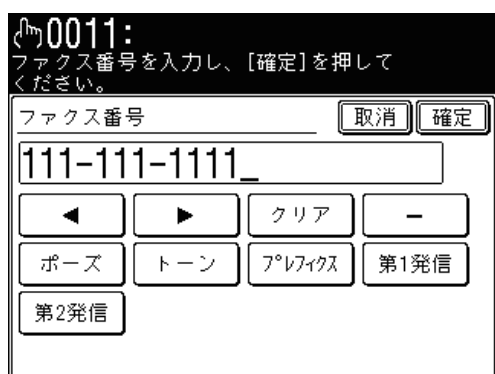 0011:
ファクス番号を入力し、[確定]を押して
ください。
ファクス番号 取消 確定
111-111-1111_
◀ ▶ クリア −
ポーズ トーン プレフィクス 第1発信
第2発信